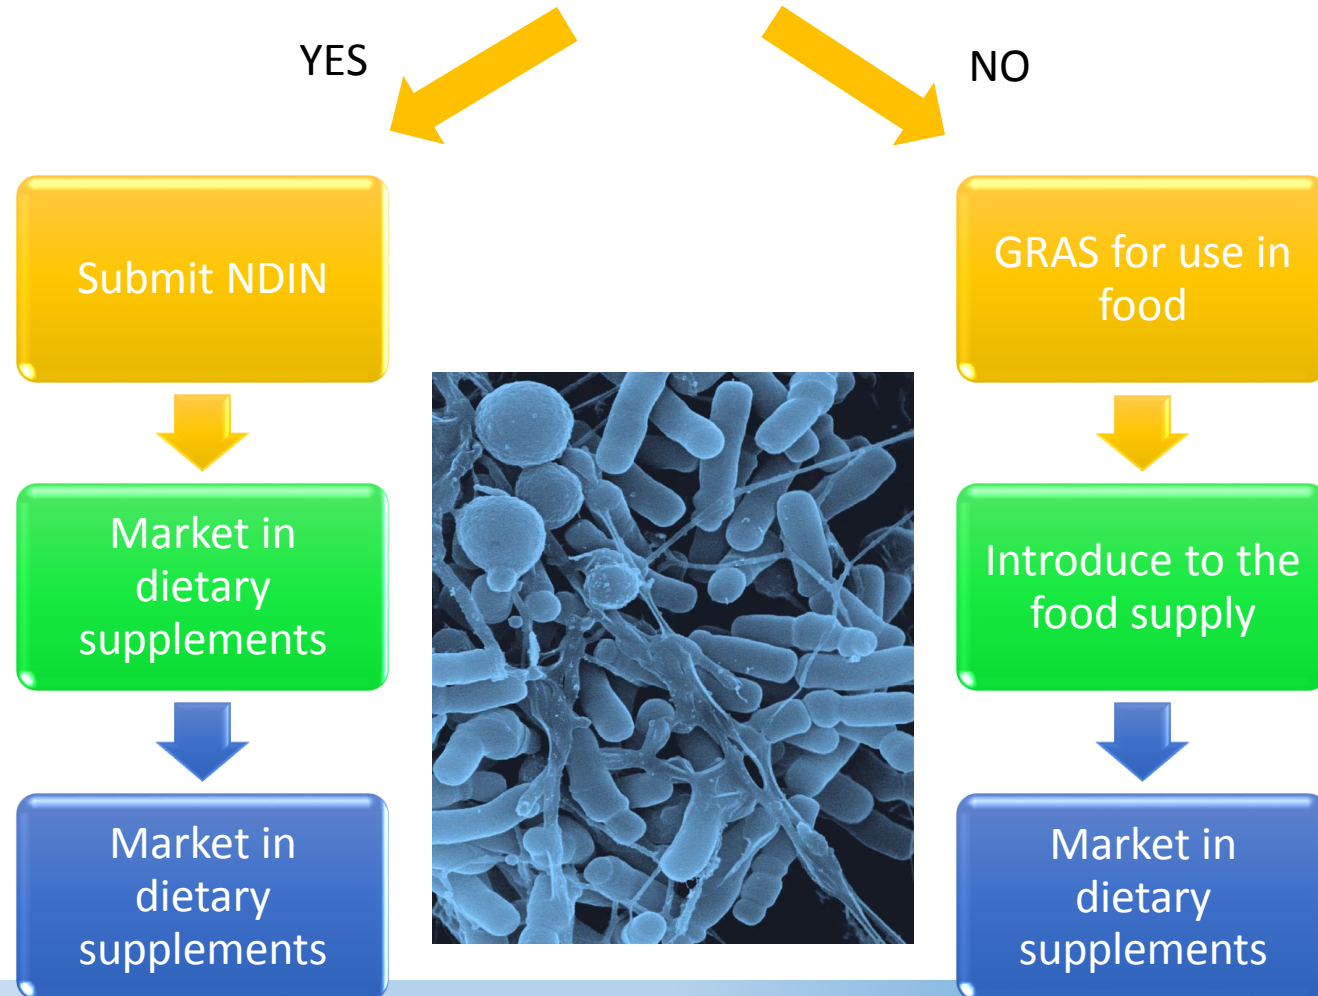 YES
NO
Submit NDIN
GRAS for use in
food
Market in
dietary
supplements
Introduce to the
food supply
Market in
dietary
supplements
Market in
dietary
supplements